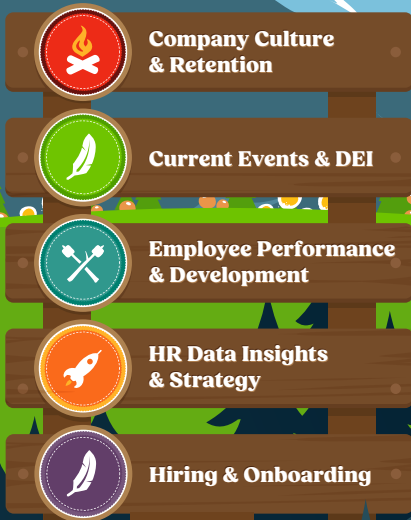 Company Culture
& Retention
Current Events & DEI
Employee Performance
& Development
HR Data Insights
& Strategy
Hiring & Onboarding